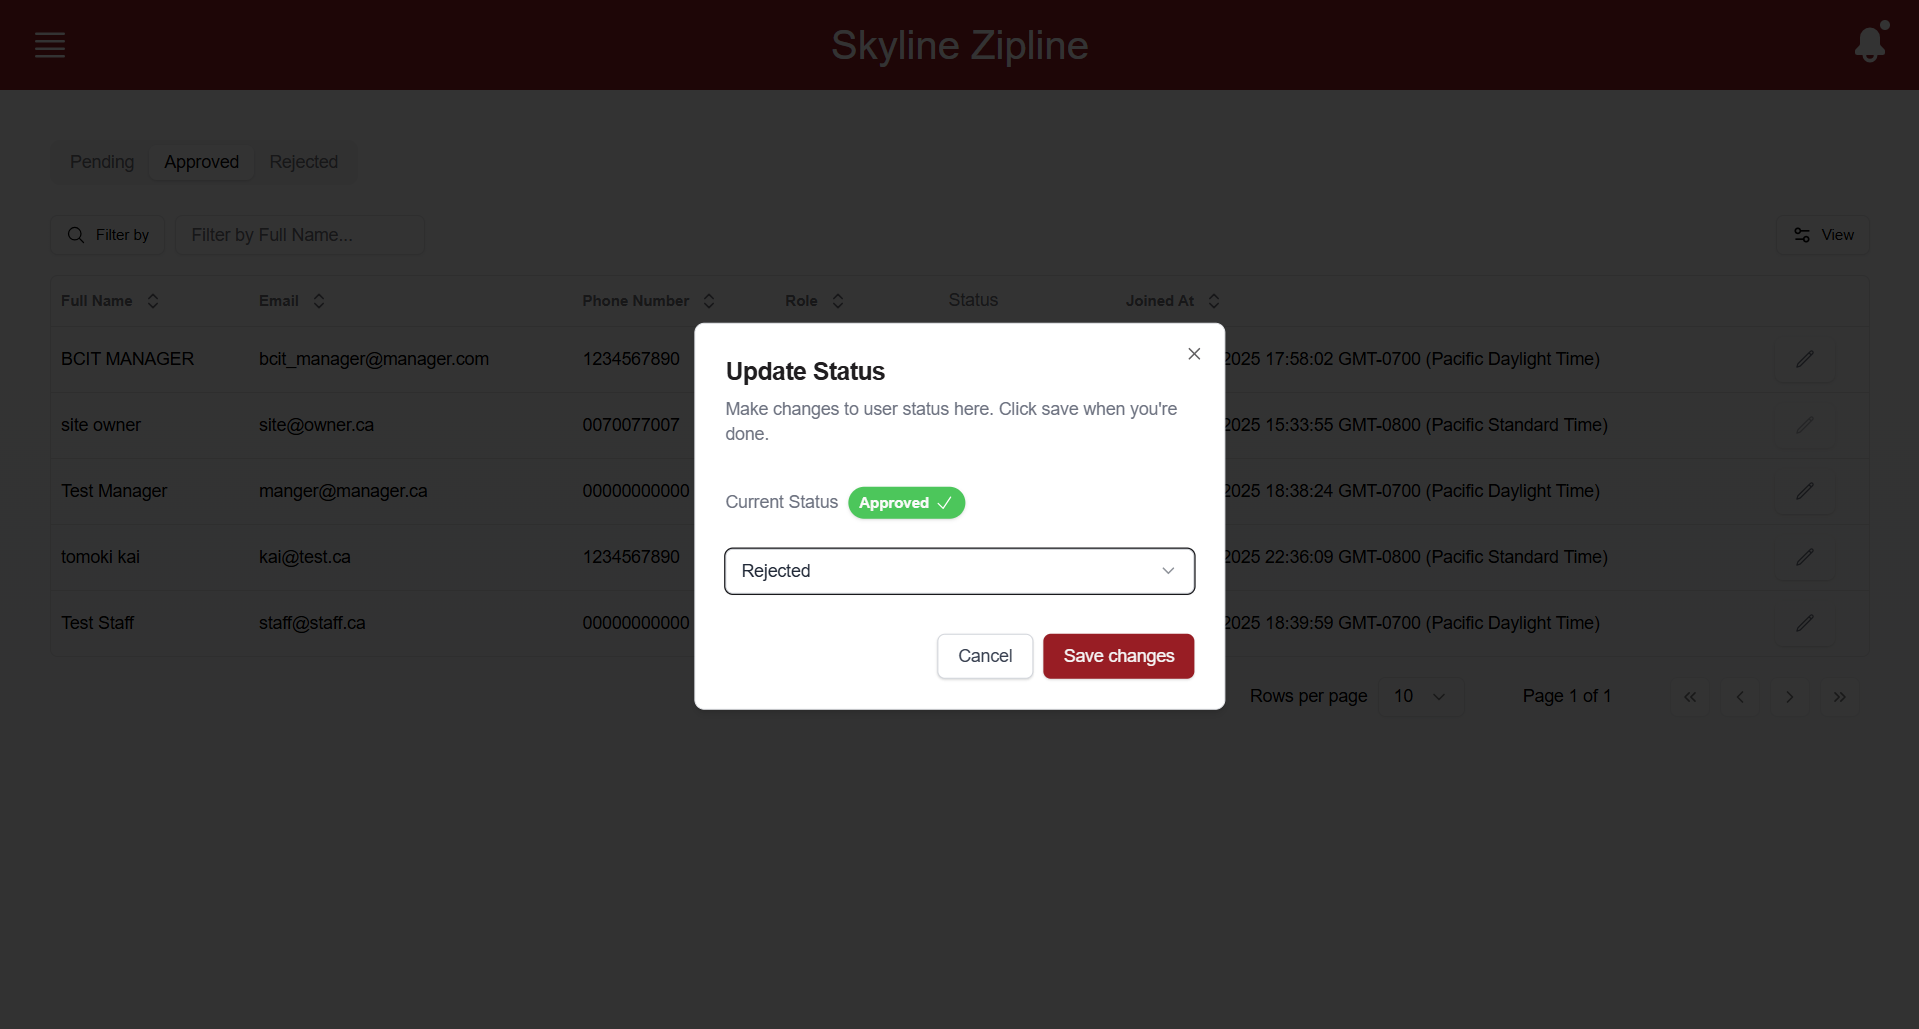 Skyline Zipline
Pending Approved Rejected
Filter by Filter by Full Name... View
Full Name Email Phone Number Role Status Joined At
BCIT MANAGER bcit_manager@manager.com 1234567890 2025 17:58:02 GMT-0700 (Pacific Daylight Time)
site owner site@owner.ca 0070077007 2025 15:33:55 GMT-0800 (Pacific Standard Time)
Test Manager manger@manager.ca 00000000000 2025 18:38:24 GMT-0700 (Pacific Daylight Time)
tomoki kai kai@test.ca 1234567890 2025 22:36:09 GMT-0800 (Pacific Standard Time)
Test Staff staff@staff.ca 00000000000 2025 18:39:59 GMT-0700 (Pacific Daylight Time)
Rows per page 10 Page 1 of 1
Update Status
Make changes to user status here. Click save when you're
done.
Current Status Approved
Rejected
Cancel Save changes